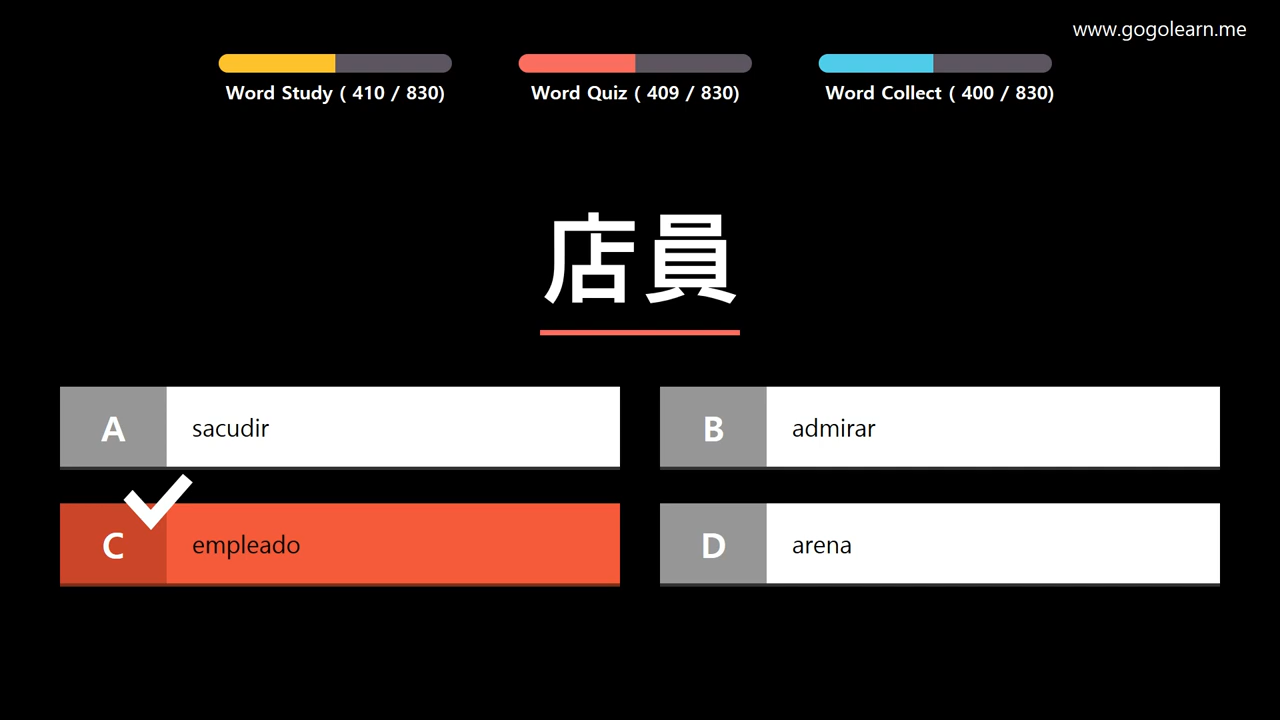 www.gogolearn.me
Word Study ( 410 / 830)
Word Quiz ( 409 / 830)
Word Collect ( 400 / 830)
店員
A sacudir
B admirar
C empleado
D arena